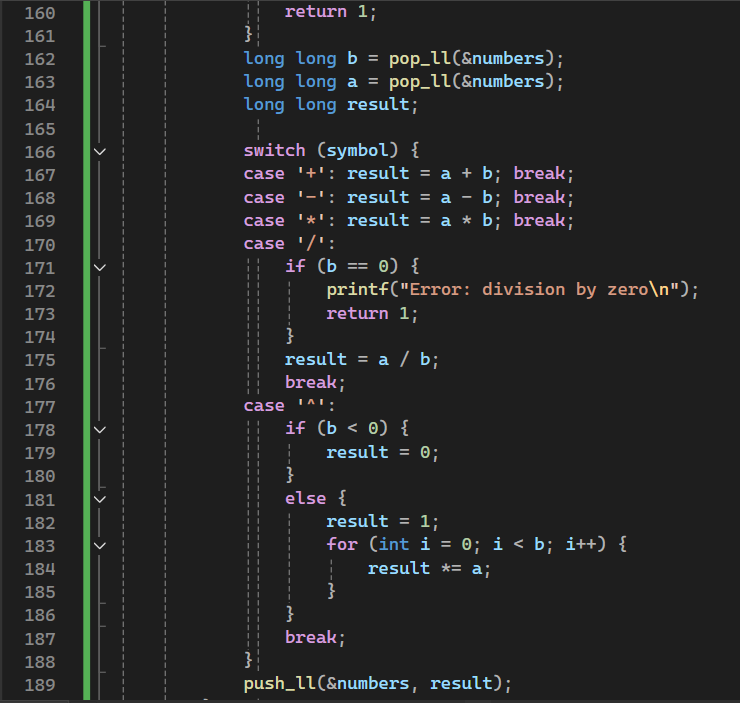 160 return 1;
161 }
162 long long b = pop_ll(&numbers);
163 long long a = pop_ll(&numbers);
164 long long result;
165
166 switch (symbol) {
167 case '+': result = a + b; break;
168 case '-': result = a - b; break;
169 case '*': result = a * b; break;
170 case '/':
171 if (b == 0) {
172 printf("Error: division by zero\n");
173 return 1;
174 }
175 result = a / b;
176 break;
177 case '^':
178 if (b < 0) {
179 result = 0;
180 }
181 else {
182 result = 1;
183 for (int i = 0; i < b; i++) {
184 result *= a;
185 }
186 }
187 break;
188 }
189 push_ll(&numbers, result);